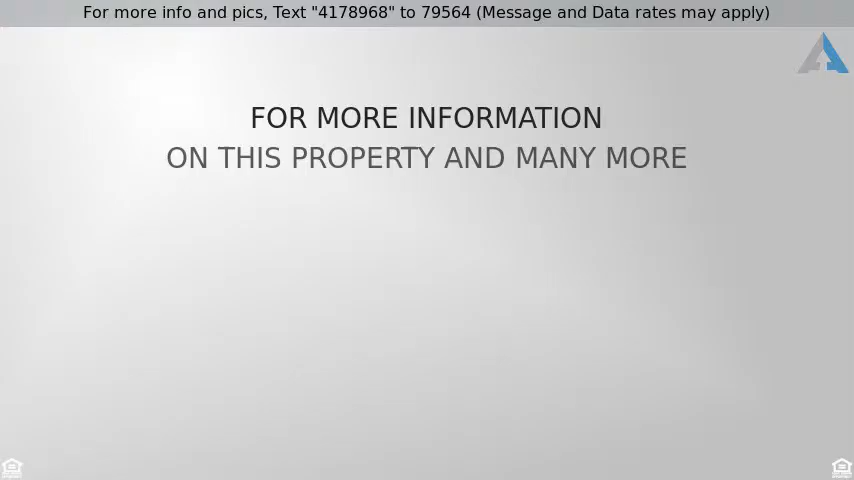 For more info and pics, Text "4178968" to 79564 (Message and Data rates may apply)
FOR MORE INFORMATION
ON THIS PROPERTY AND MANY MORE